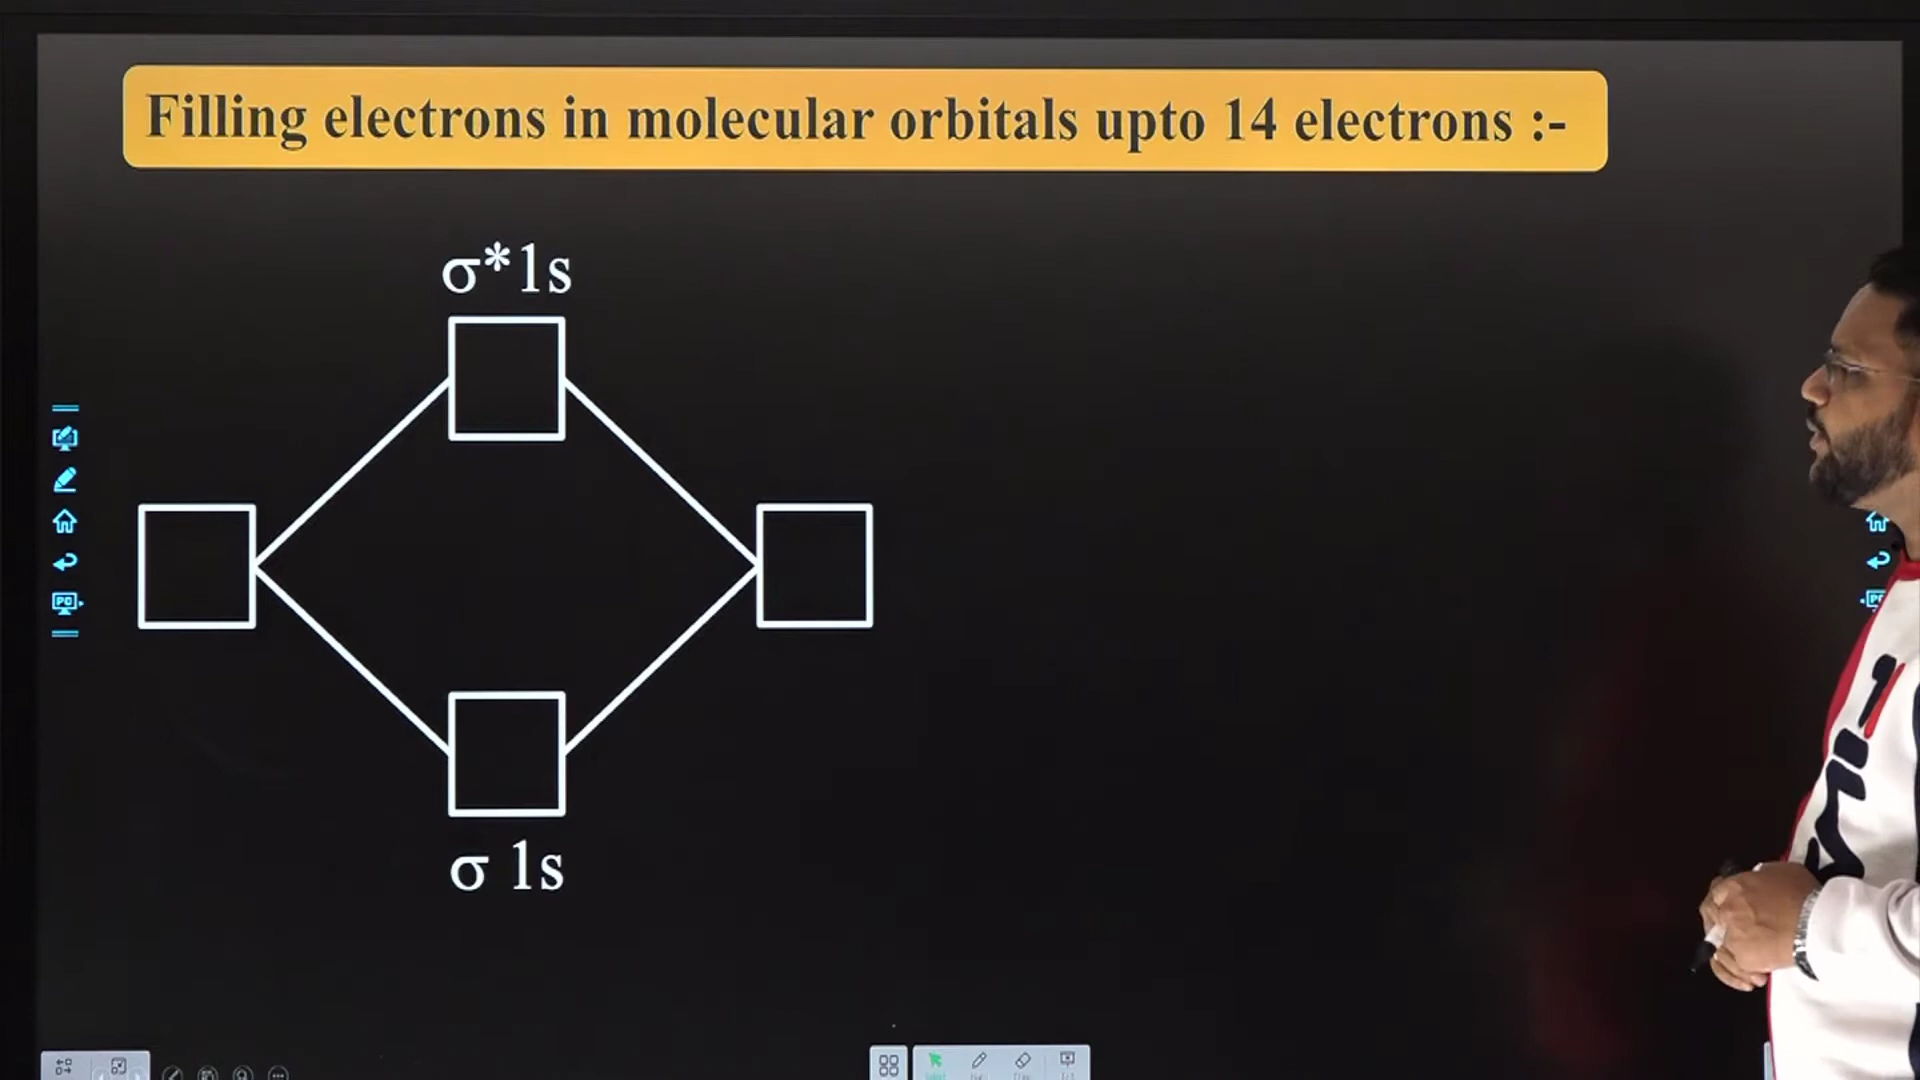 Filling electrons in molecular orbitals upto 14 electrons :-
σ*1s
σ 1s